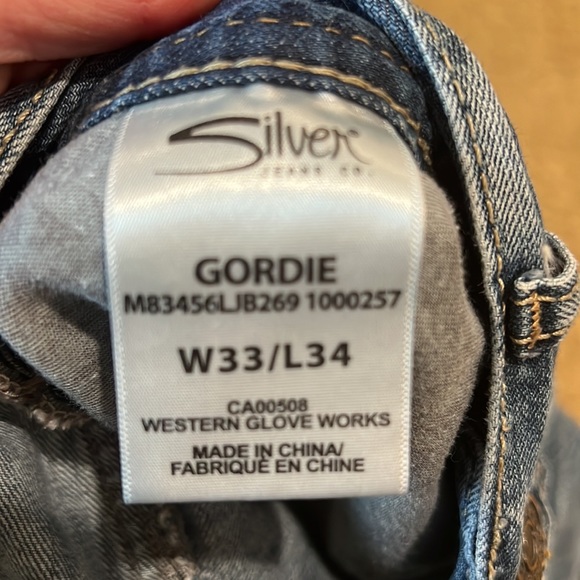 Silver
JEANS CO.
GORDIE
M83456LJB269 1000257
W33/L34
CA00508
WESTERN GLOVE WORKS
MADE IN CHINA/
FABRIQUÉ EN CHINE